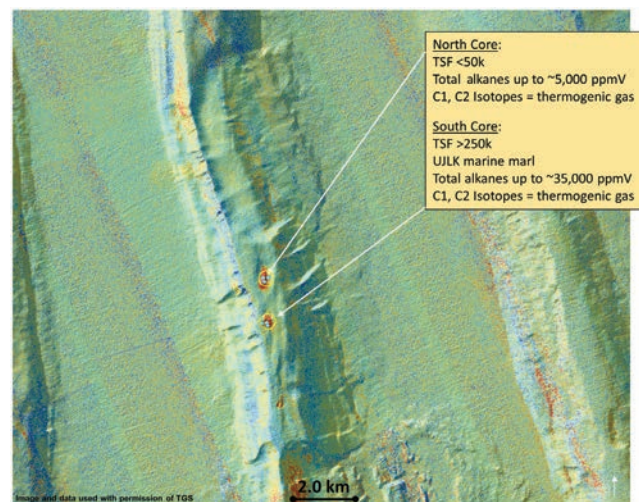 North Core:
TSF <50k
Total alkanes up to ~5,000 ppmV
C1, C2 Isotopes = thermogenic gas
South Core:
TSF >250k
UJLK marine marl
Total alkanes up to ~35,000 ppmV
C1, C2 Isotopes = thermogenic gas
2.0 km
Image and data used with permission of TGS